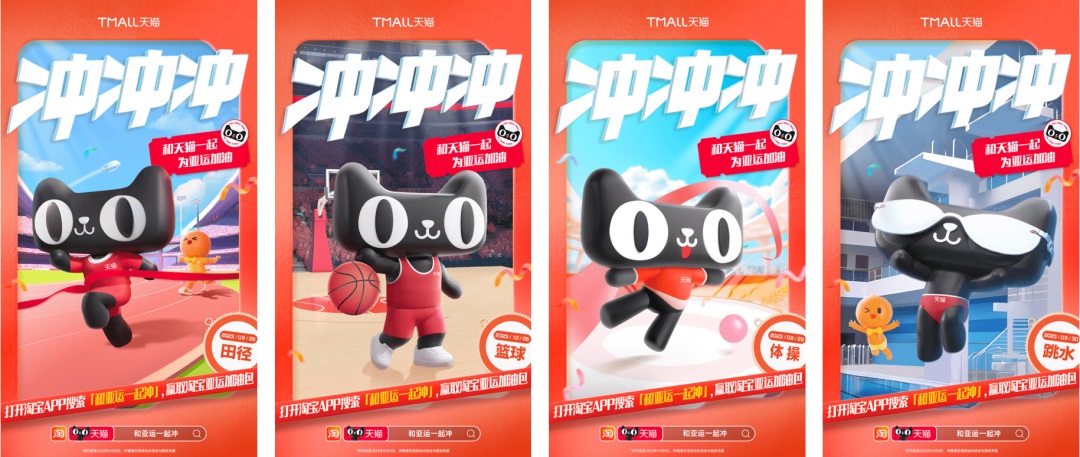 TMALL天猫
冲冲冲
和天猫一起
为亚运加油
天猫
2023/09/29
田径
打开淘宝APP搜索「和亚运一起冲」,赢取淘宝亚运加油包
淘 天猫 和亚运一起冲
TMALL天猫
冲冲冲
和天猫一起
为亚运加油
2023/10/06
篮球
打开淘宝APP搜索「和亚运一起冲」,赢取淘宝亚运加油包
淘 天猫 和亚运一起冲
TMALL天猫
冲冲冲
和天猫一起
为亚运加油
天猫
体操
打开淘宝APP搜索「和亚运一起冲」,赢取淘宝亚运加油包
淘 天猫 和亚运一起冲
TMALL天猫
冲冲冲
和天猫一起
为亚运加油
天猫
2023/09/30
跳水
打开淘宝APP搜索「和亚运一起冲」,赢取淘宝亚运加油包
淘 天猫 和亚运一起冲